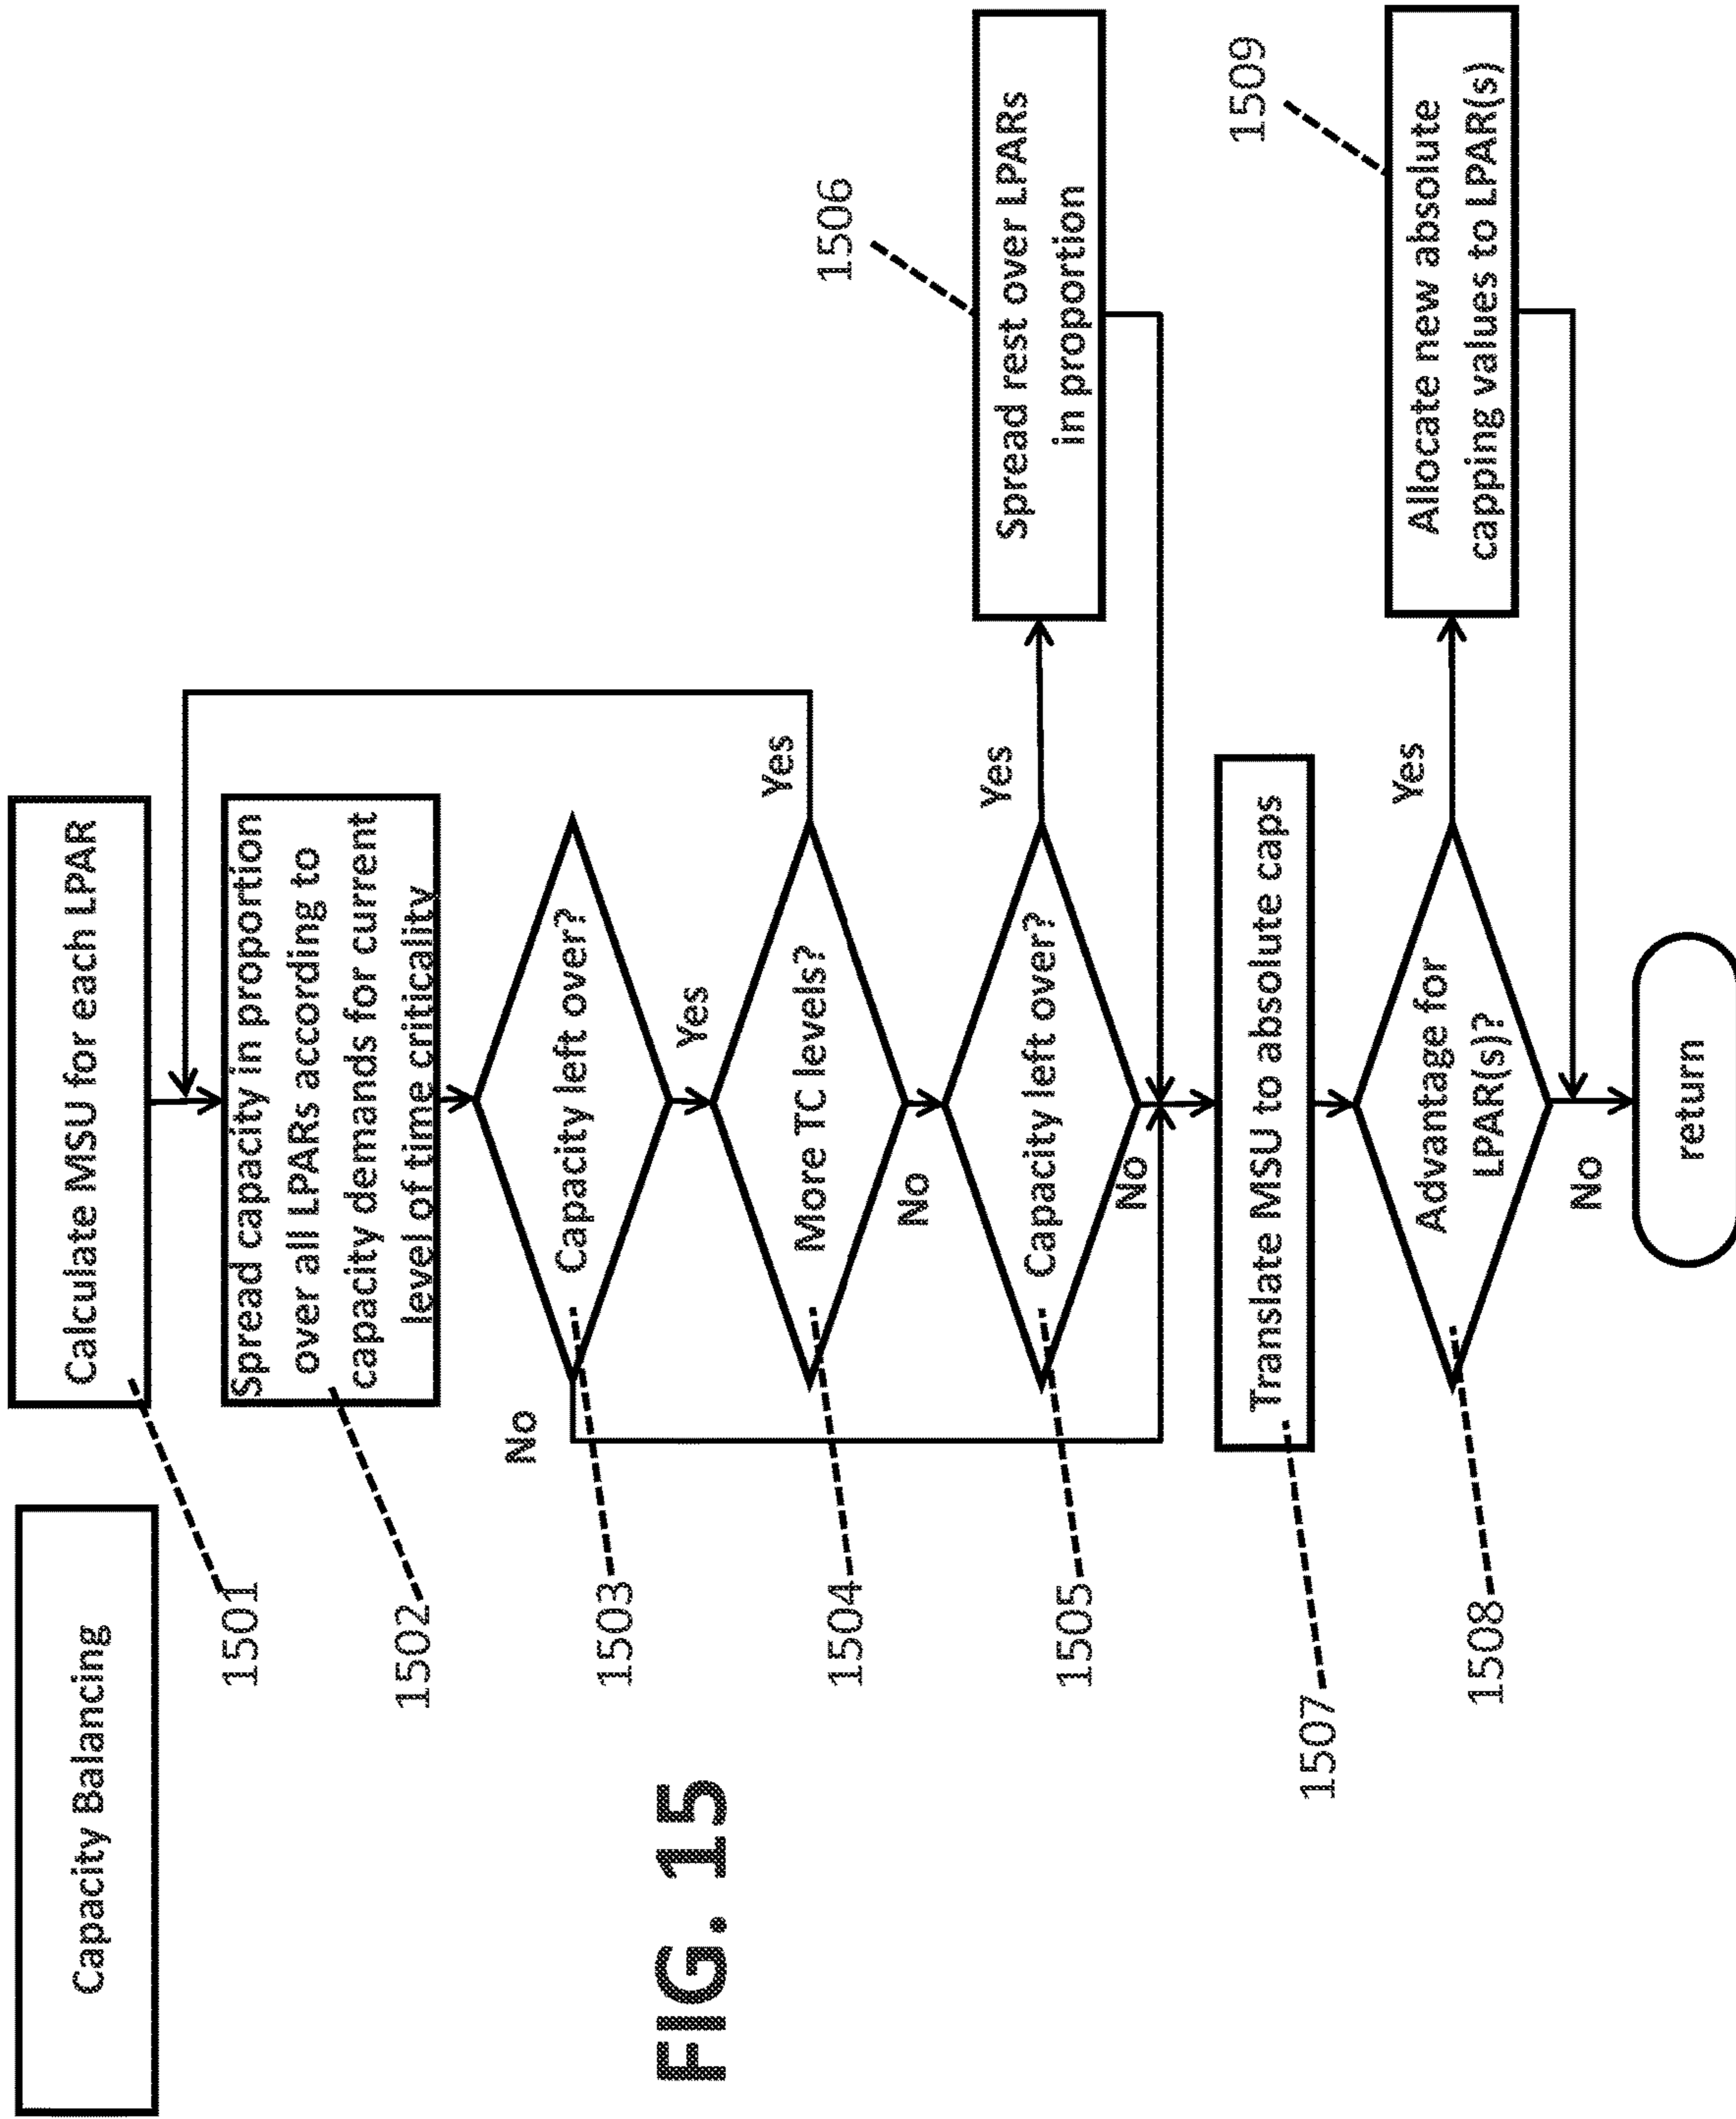 Capacity Balancing
Calculate MSU for each LPAR
1501
Spread capacity in proportion
over all LPARs according to
capacity demands for current
level of time criticality
1502
Capacity left over?
No
Yes
1503
More TC levels?
Yes
No
1504
Capacity left over?
Yes
No
1505
Spread rest over LPARs
in proportion
1506
Translate MSU to absolute caps
1507
Advantage for
LPAR(s)?
Yes
No
1508
Allocate new absolute
capping values to LPAR(s)
1509
return
FIG. 15